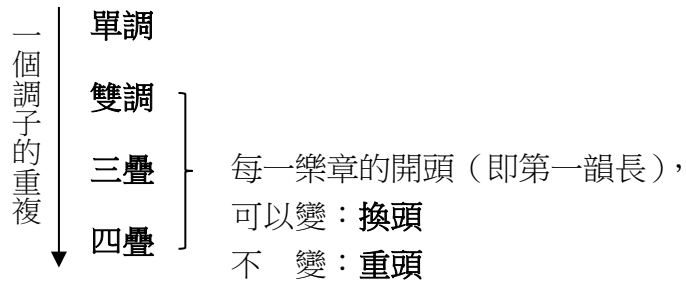 一個調子的重複
單調
雙調
三疊
四疊
每一樂章的開頭（即第一韻長），
可以變：換頭
不　變：重頭